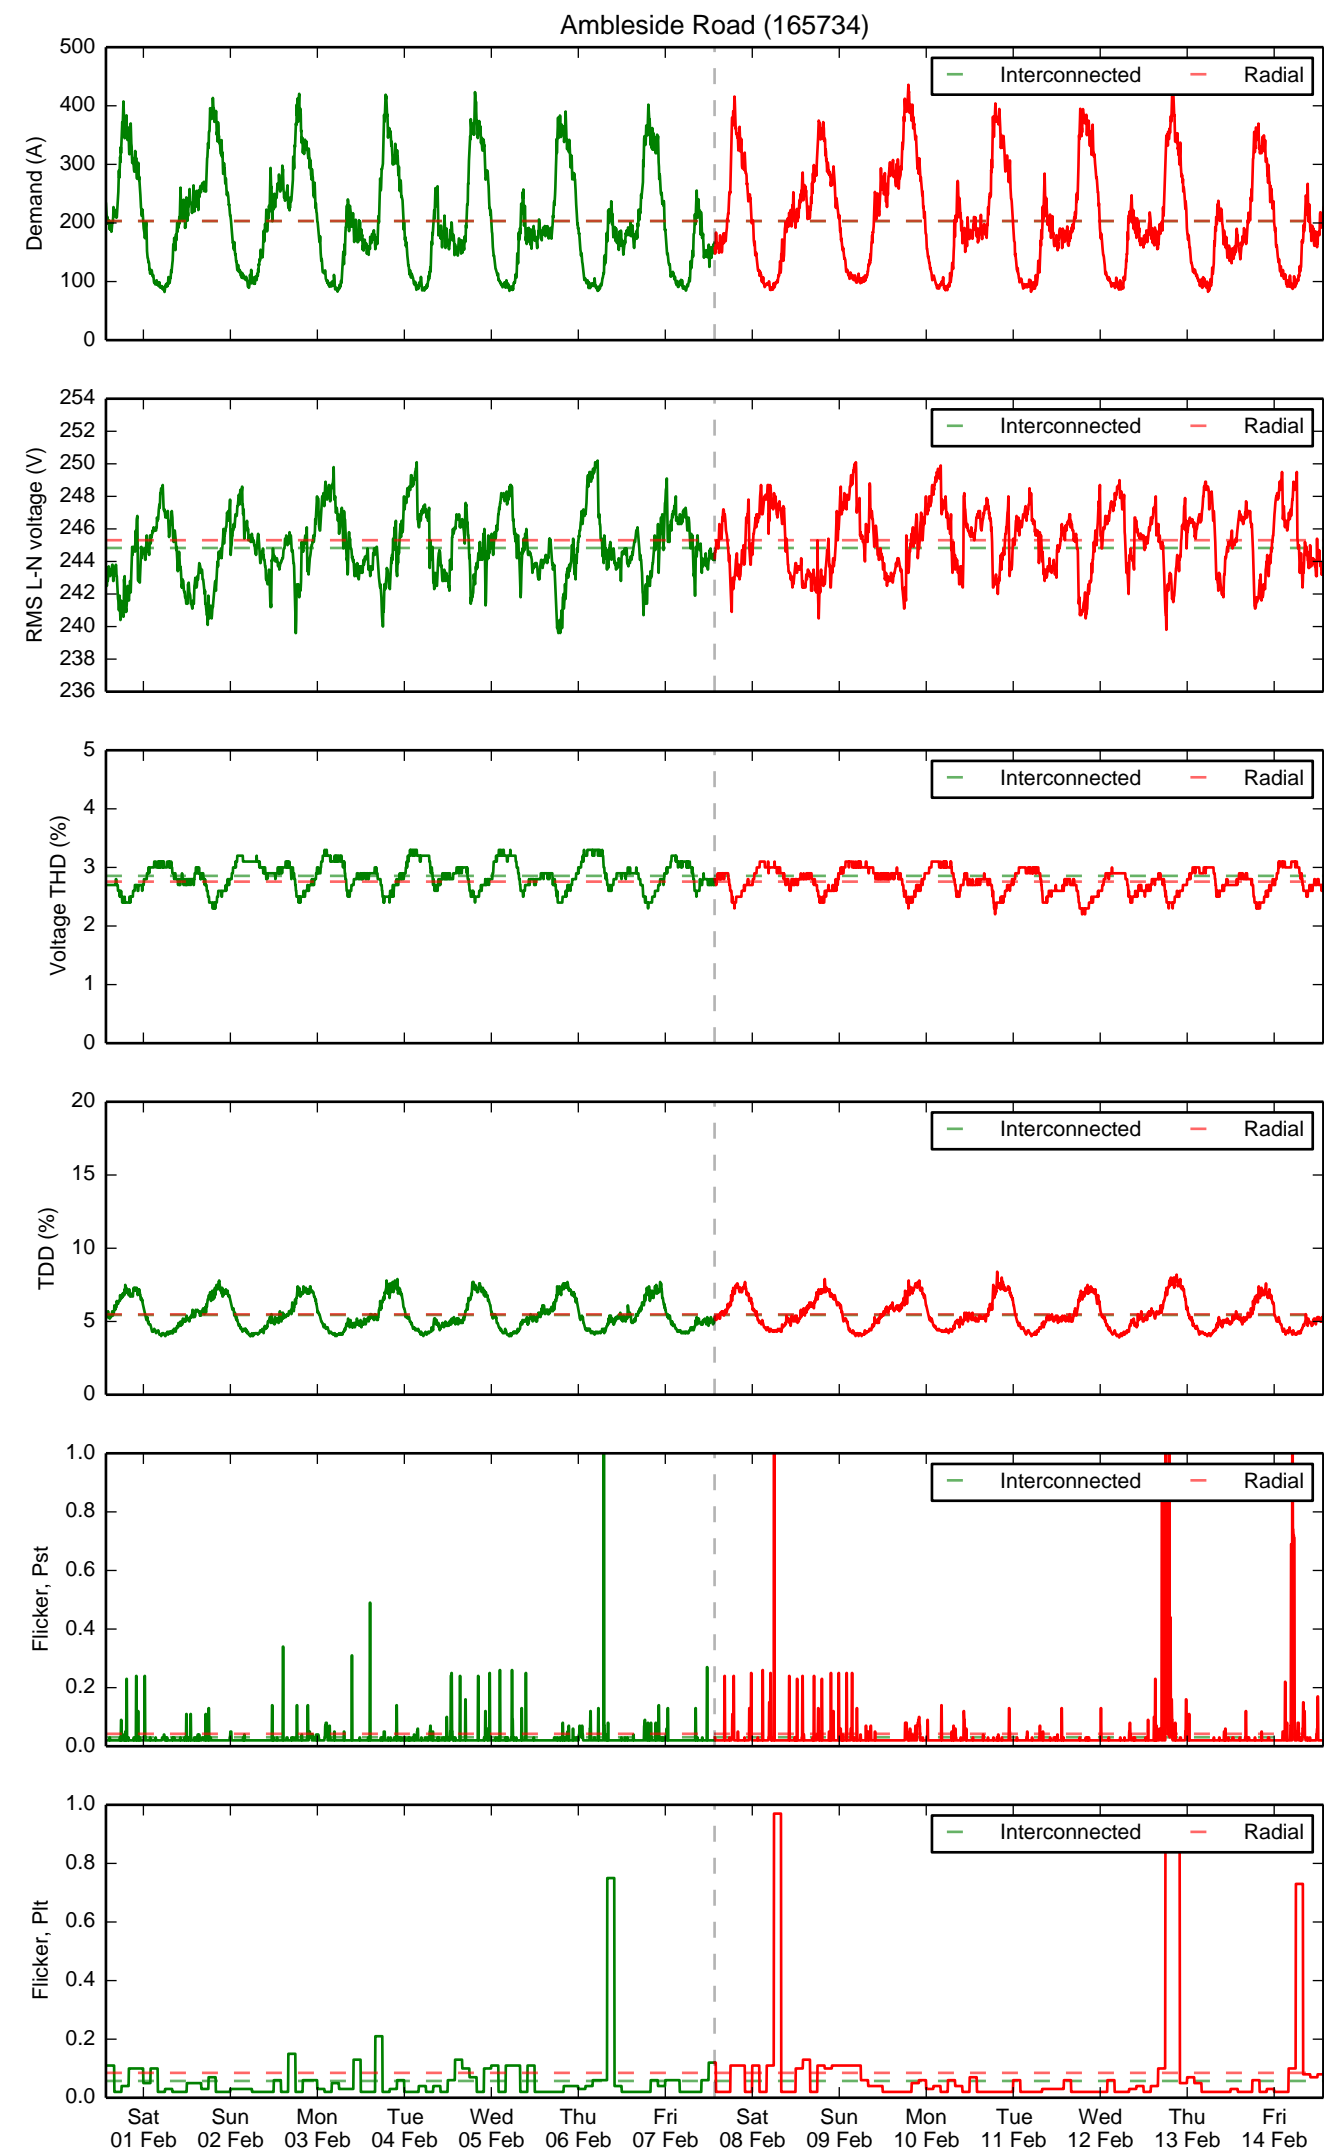 Ambleside Road (165734)
500
400
300
200
100
0
Demand (A)
Interconnected Radial
254
252
250
248
246
244
242
240
238
236
RMS L-N voltage (V)
Interconnected Radial
5
4
3
2
1
0
Voltage THD (%)
Interconnected Radial
20
15
10
5
0
TDD (%)
Interconnected Radial
1.0
0.8
0.6
0.4
0.2
0.0
Flicker, Pst
Interconnected Radial
1.0
0.8
0.6
0.4
0.2
0.0
Flicker, Plt
Interconnected Radial
Sat Sun Mon Tue Wed Thu Fri Sat Sun Mon Tue Wed Thu Fri
01 Feb 02 Feb 03 Feb 04 Feb 05 Feb 06 Feb 07 Feb 08 Feb 09 Feb 10 Feb 11 Feb 12 Feb 13 Feb 14 Feb